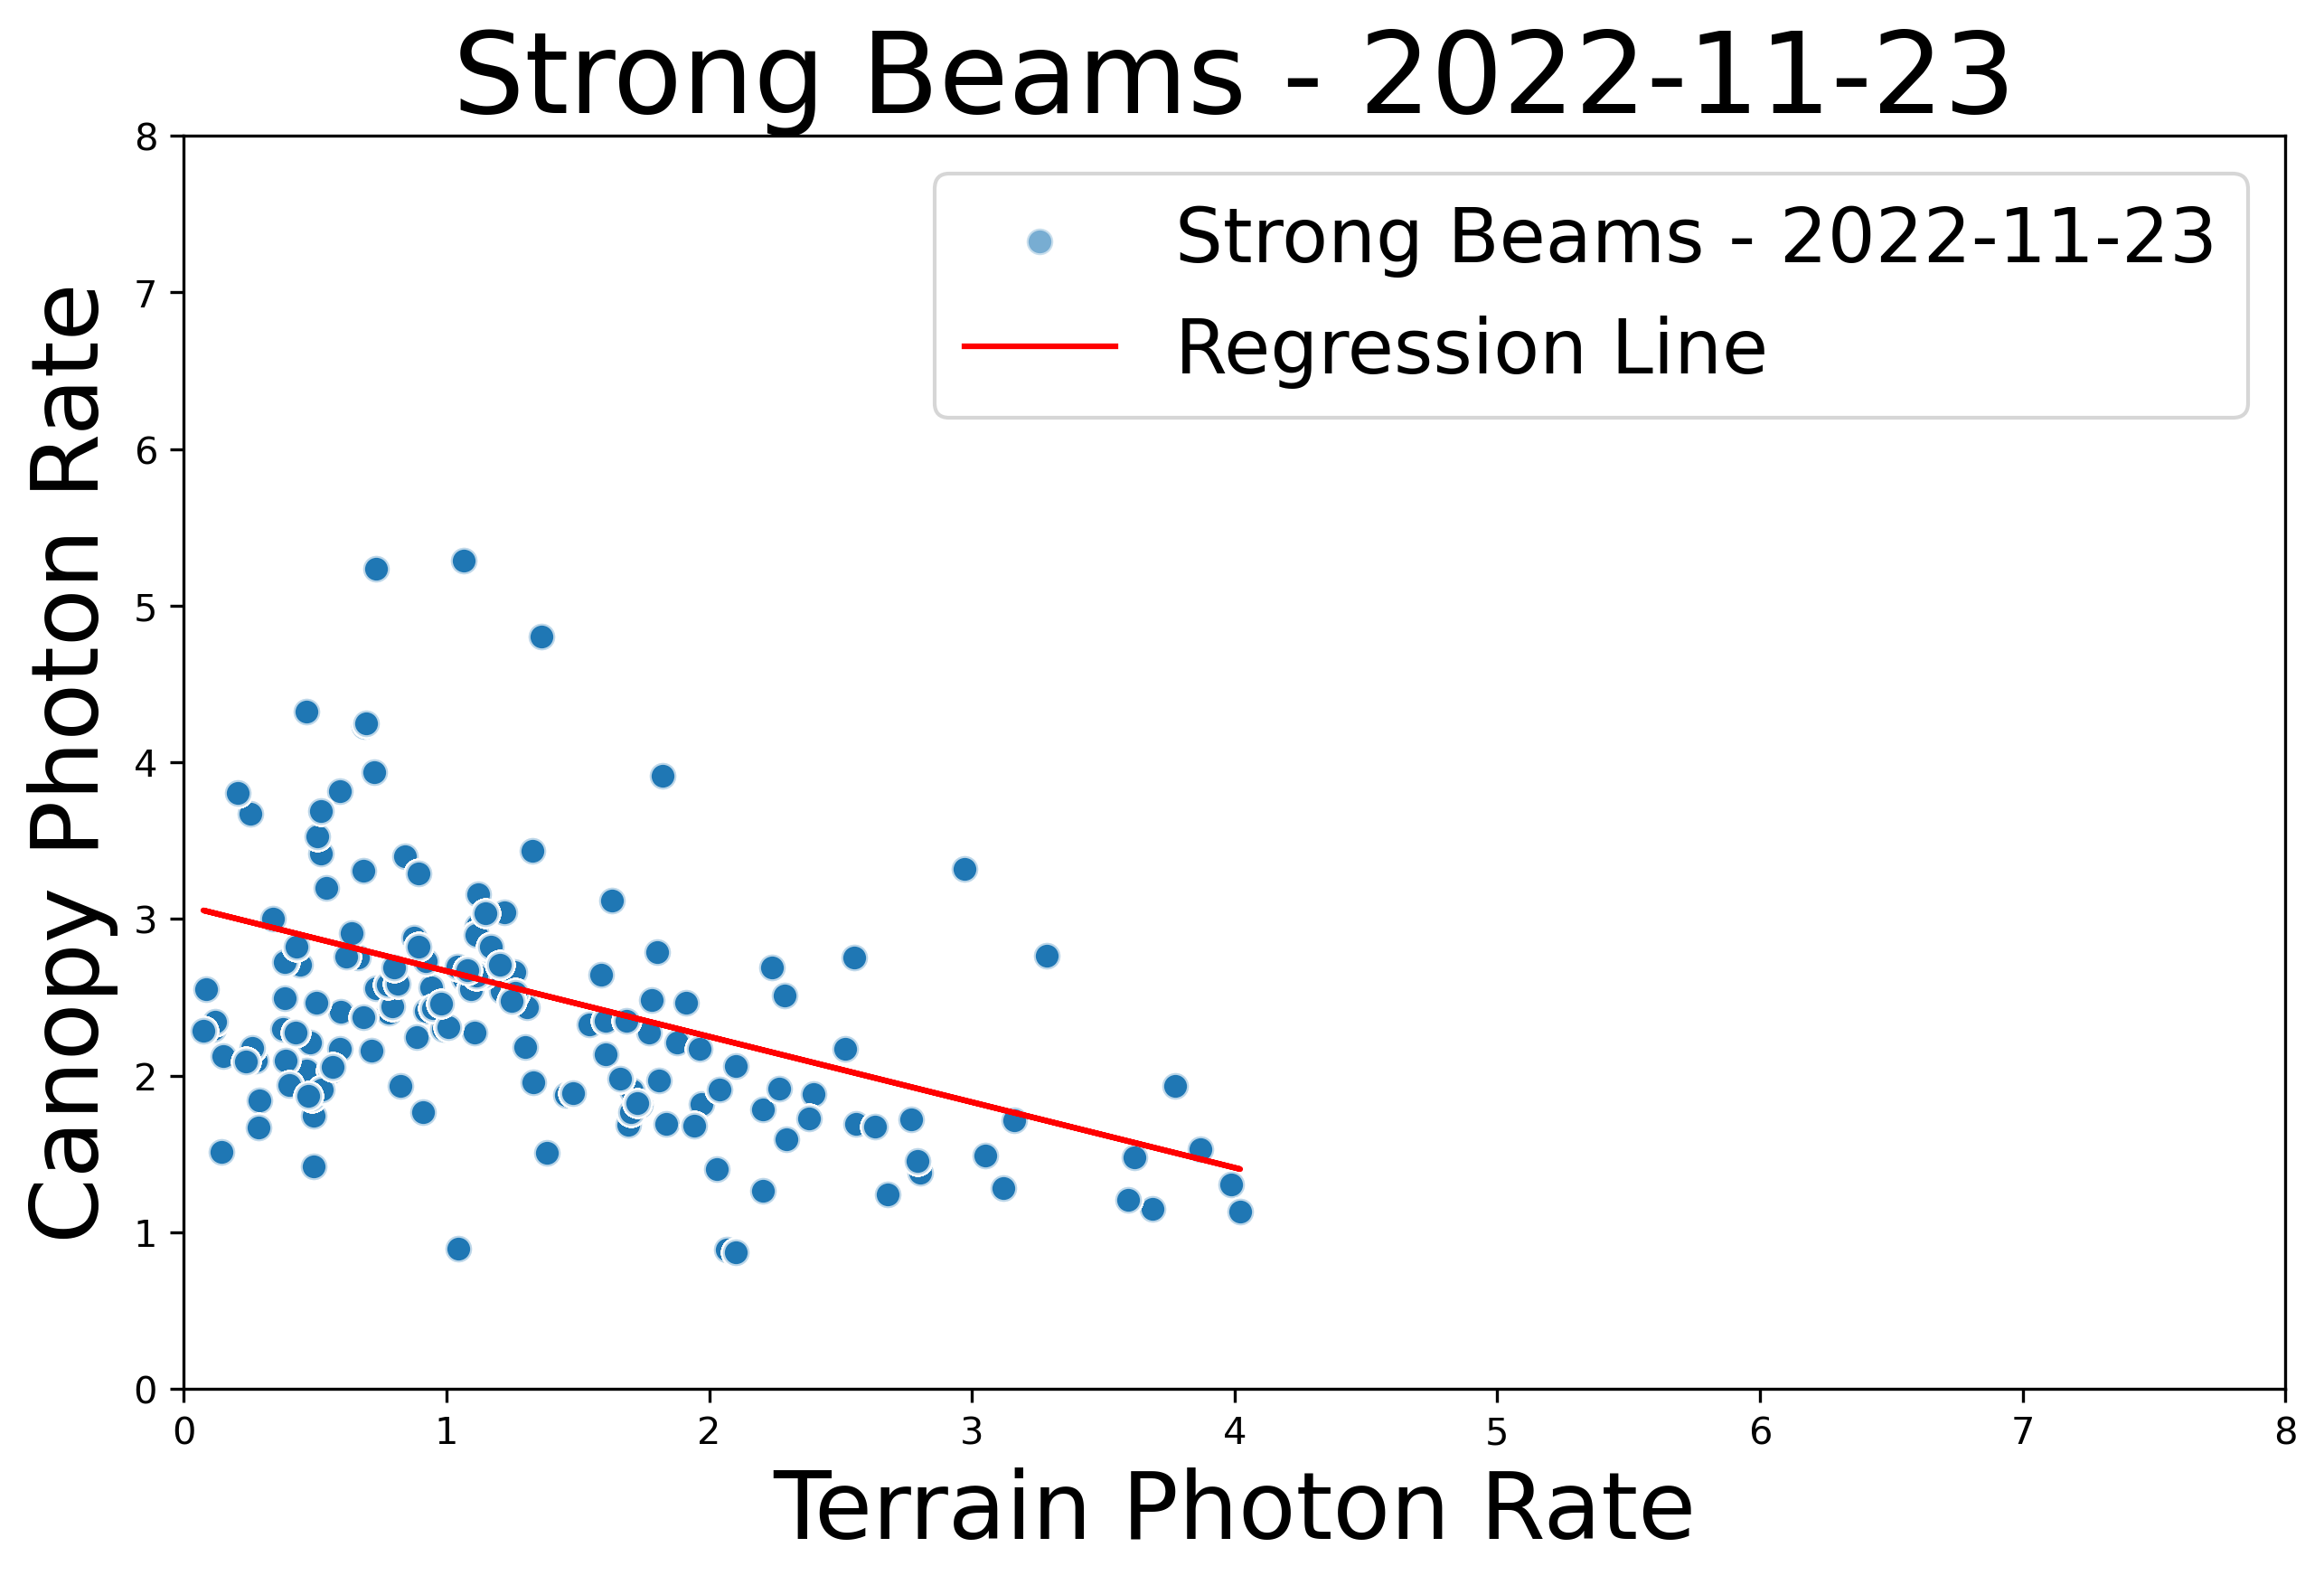 Strong Beams - 2022-11-23
Strong Beams - 2022-11-23
Regression Line
Canopy Photon Rate
8
7
6
5
4
3
2
1
0
0 1 2 3 4 5 6 7 8
Terrain Photon Rate